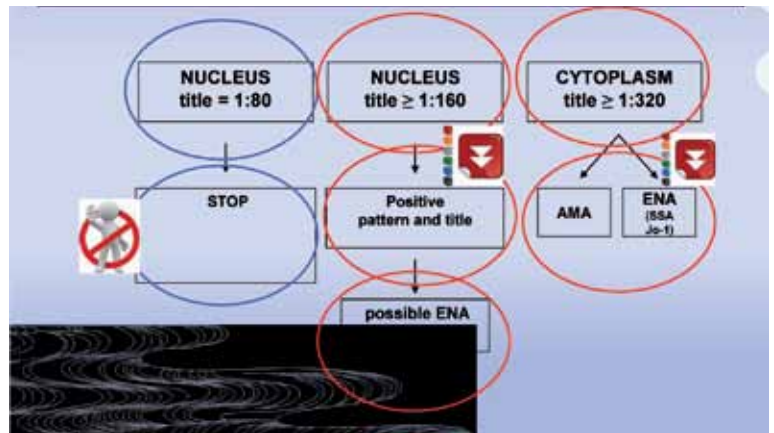 NUCLEUS
title = 1:80
NUCLEUS
title ≥ 1:160
CYTOPLASM
title ≥ 1:320
STOP
Positive
pattern and title
AMA
ENA
(SSA
Jo-1)
possible ENA